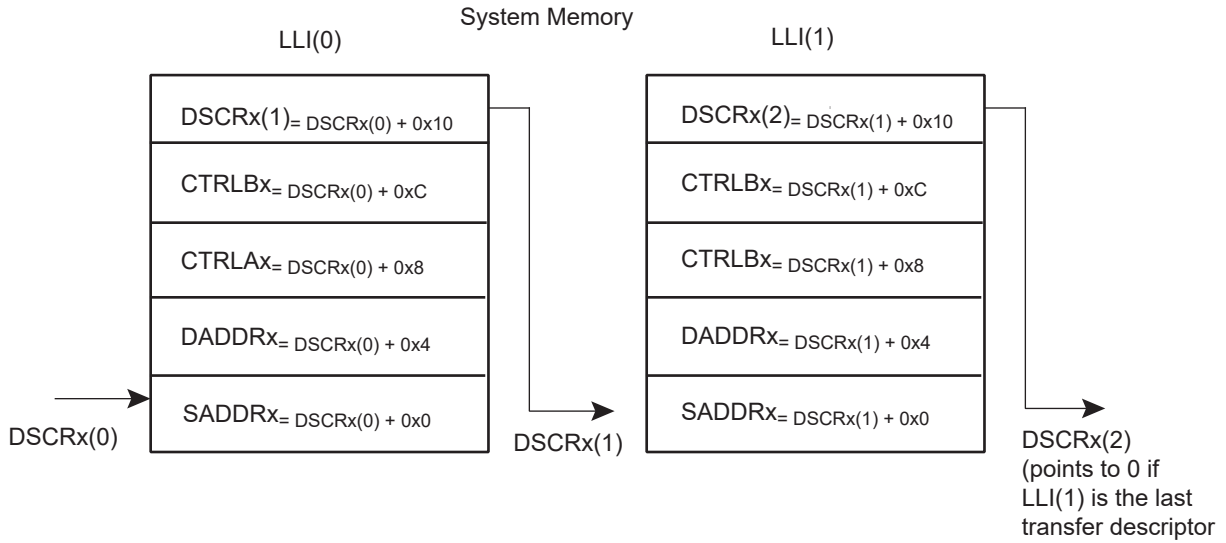 System Memory
LLI(0)
LLI(1)
DSCRx(1)= DSCRx(0) + 0x10
CTRLBx= DSCRx(0) + 0xC
CTRLAx= DSCRx(0) + 0x8
DADDRx= DSCRx(0) + 0x4
SADDRx= DSCRx(0) + 0x0
DSCRx(0)
DSCRx(1)
DSCRx(2)= DSCRx(1) + 0x10
CTRLBx= DSCRx(1) + 0xC
CTRLBx= DSCRx(1) + 0x8
DADDRx= DSCRx(1) + 0x4
SADDRx= DSCRx(1) + 0x0
DSCRx(2)
(points to 0 if
LLI(1) is the last
transfer descriptor